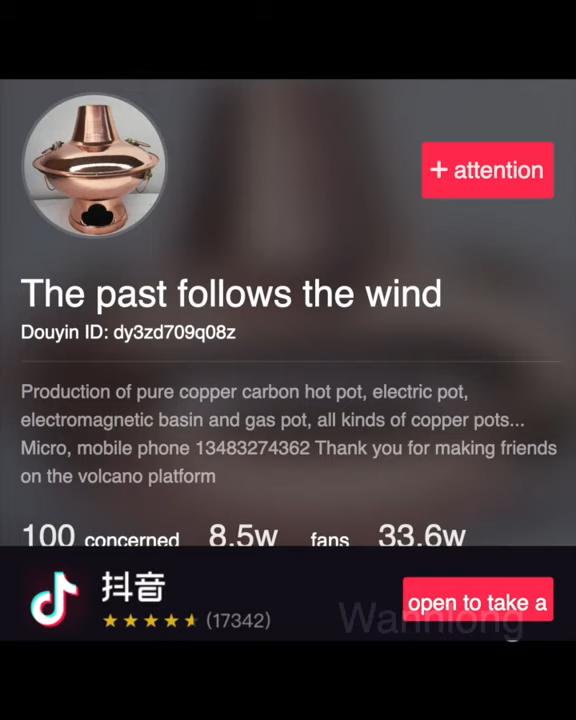 + attention
The past follows the wind
Douyin ID: dy3zd709q08z
Production of pure copper carbon hot pot, electric pot,
electromagnetic basin and gas pot, all kinds of copper pots...
Micro, mobile phone 13483274362 Thank you for making friends
on the volcano platform
100 concerned 8.5w fans 33.6w
抖音
(17342)
open to take a
Wannlong